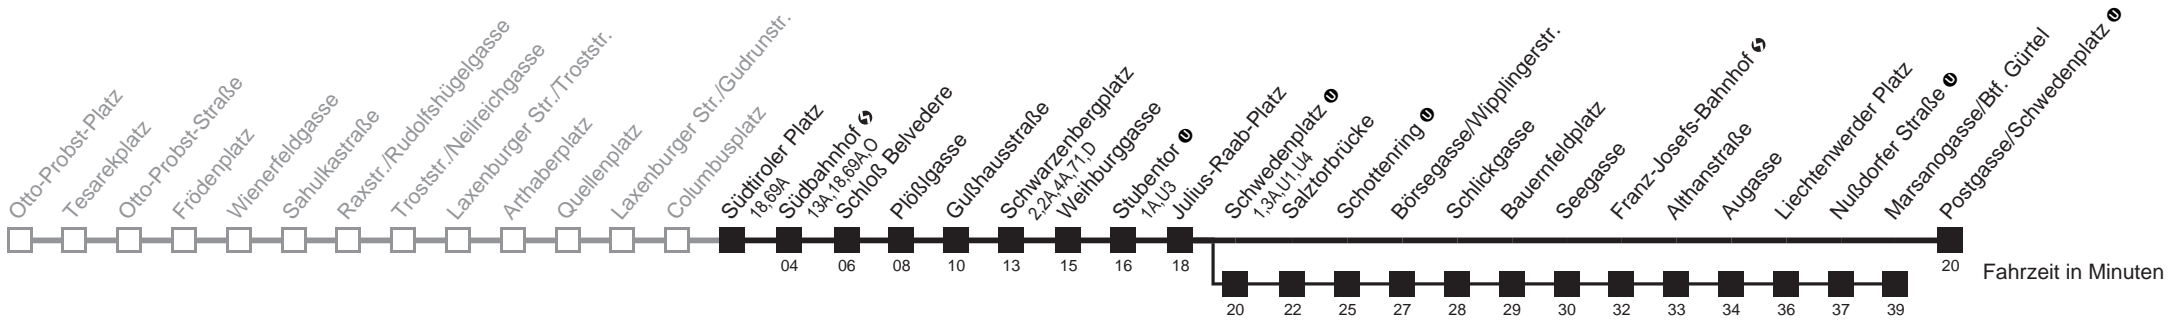 Otto-Probst-Platz
Tesarekplatz
Otto-Probst-Straße
Frödenplatz
Wienerfeldgasse
Sahulkastraße
Raxstr./Rudolfshügelgasse
Troststr./Neilreichgasse
Laxenburger Str./Troststr.
Arthaberplatz
Quellenplatz
Laxenburger Str./Gudrunstr.
Columbusplatz
Südtiroler Platz
18,69A
Südbahnhof S
13A,18,69A,O
Schloß Belvedere
Plößlgasse
Gußhausstraße
Schwarzenbergplatz
2,2A,4A,71,D
Weihburggasse
Stubentor U
1A,U3
Julius-Raab-Platz
Schwedenplatz U
1,3A,U1,U4
Salztorbrücke
Schottenring U
Börsegasse/Wipplingerstr.
Schlickgasse
Bauernfeldplatz
Seegasse
Franz-Josefs-Bahnhof S
Althanstraße
Augasse
Liechtenwerder Platz
Nußdorfer Straße U
Marsanogasse/Btf. Gürtel
Postgasse/Schwedenplatz U
04 06 08 10 13 15 16 18 20
Fahrzeit in Minuten
20 22 25 27 28 29 30 32 33 34 36 37 39